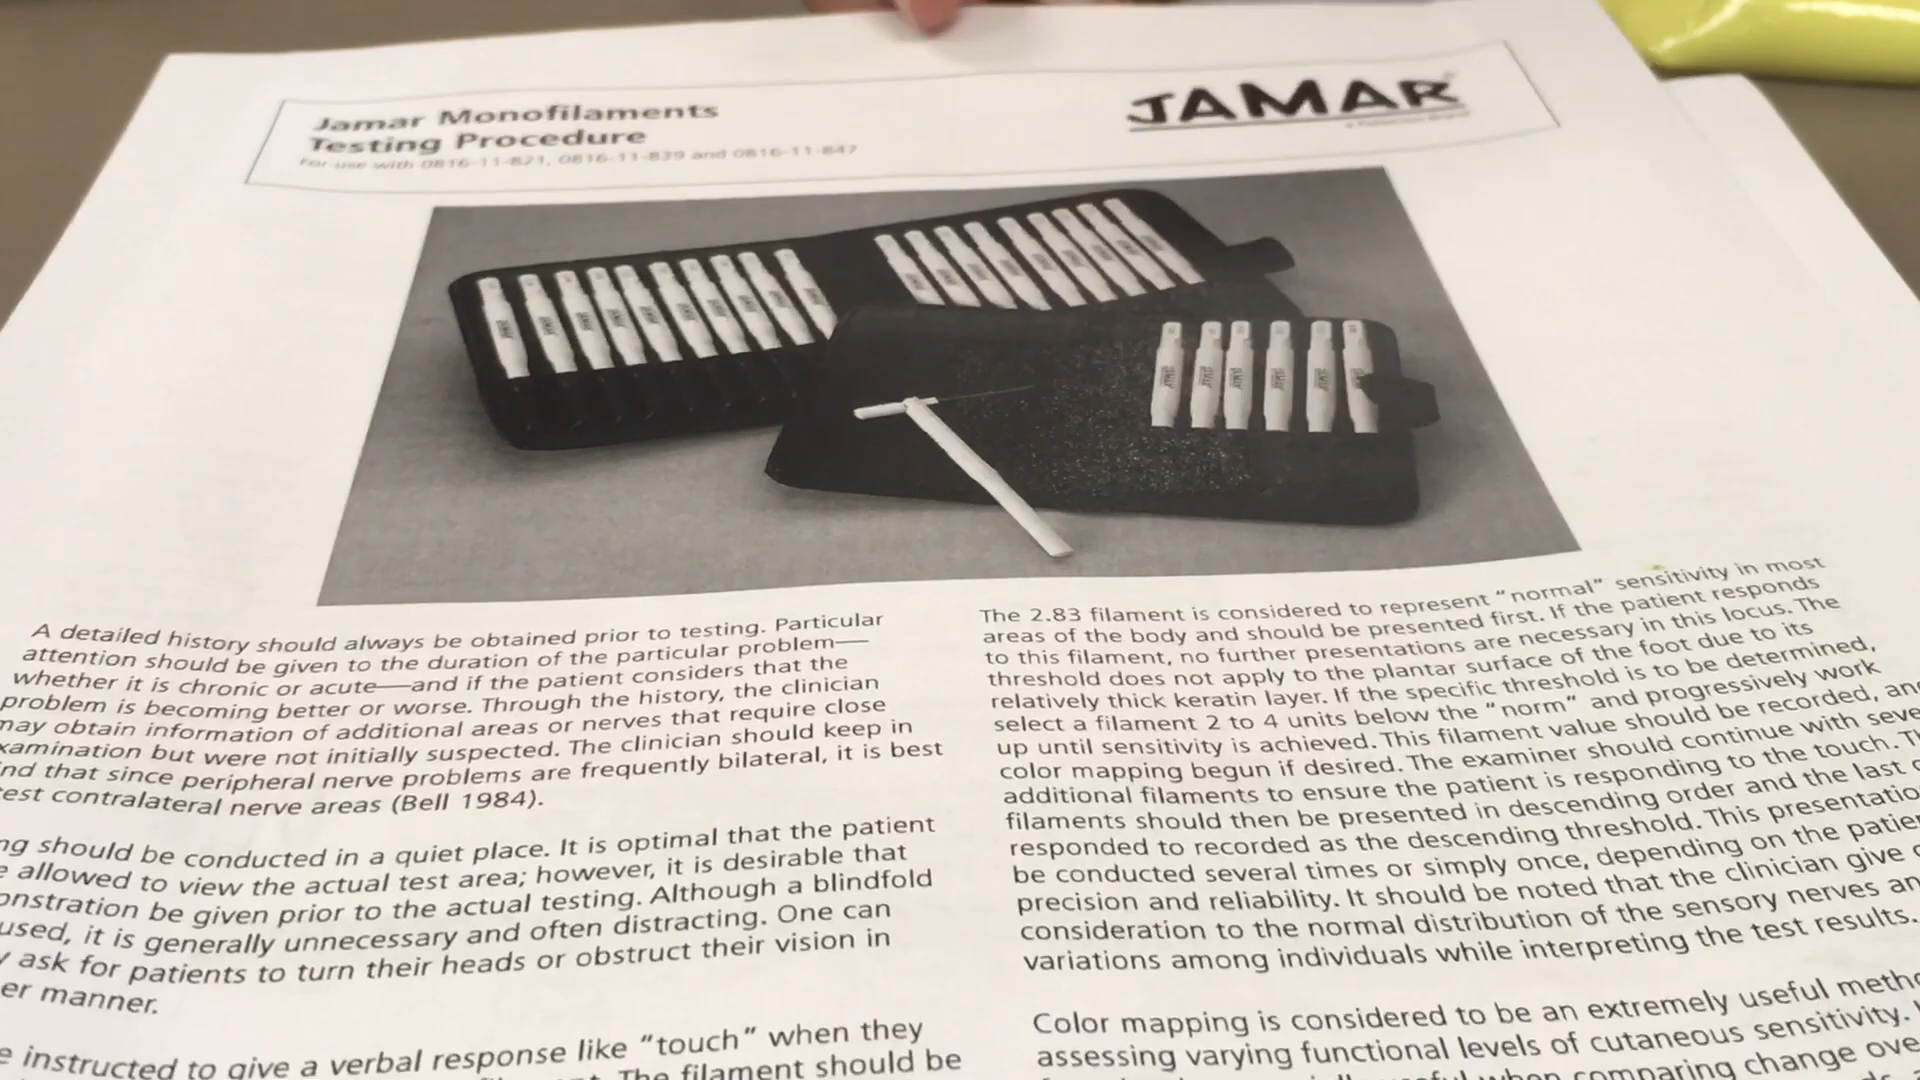 Jamar Monofilaments
Testing Procedure
For use with 0816-11-821, 0816-11-839 and 0816-11-847
JAMAR
A detailed history should always be obtained prior to testing. Particular
attention should be given to the duration of the particular problem—
whether it is chronic or acute—and if the patient considers that the
problem is becoming better or worse. Through the history, the clinician
may obtain information of additional areas or nerves that require close
xamination but were not initially suspected. The clinician should keep in
ind that since peripheral nerve problems are frequently bilateral, it is best
est contralateral nerve areas (Bell 1984).
ng should be conducted in a quiet place. It is optimal that the patient
e allowed to view the actual test area; however, it is desirable that
onstration be given prior to the actual testing. Although a blindfold
used, it is generally unnecessary and often distracting. One can
y ask for patients to turn their heads or obstruct their vision in
er manner.
e instructed to give a verbal response like "touch" when they
The filament should be
The 2.83 filament is considered to represent "normal" sensitivity in most
areas of the body and should be presented first. If the patient responds
to this filament, no further presentations are necessary in this locus. The
threshold does not apply to the plantar surface of the foot due to its
relatively thick keratin layer. If the specific threshold is to be determined,
select a filament 2 to 4 units below the "norm" and progressively work
up until sensitivity is achieved. This filament value should be recorded, and
color mapping begun if desired. The examiner should continue with seve
additional filaments to ensure the patient is responding to the touch. T
filaments should then be presented in descending order and the last o
responded to recorded as the descending threshold. This presentatio
be conducted several times or simply once, depending on the patien
precision and reliability. It should be noted that the clinician give c
consideration to the normal distribution of the sensory nerves an
variations among individuals while interpreting the test results.
Color mapping is considered to be an extremely useful metho
assessing varying functional levels of cutaneous sensitivity.
useful when comparing change ove